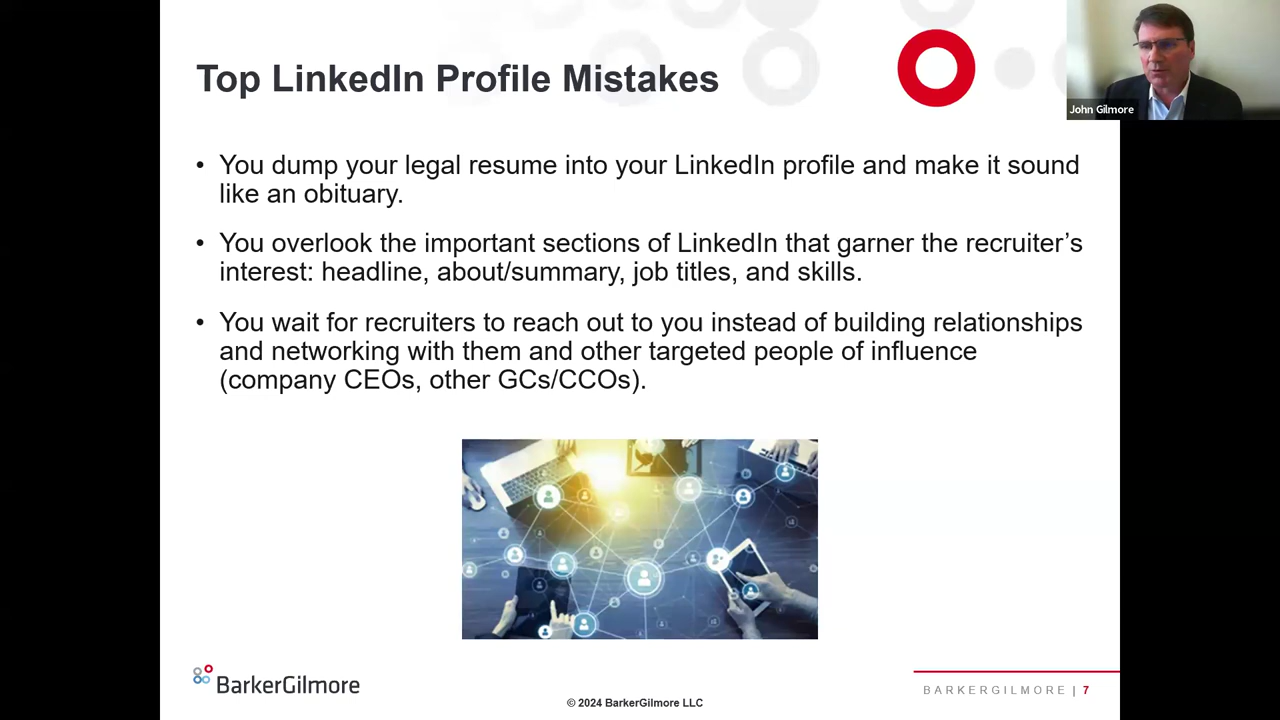 Top LinkedIn Profile Mistakes
John Gilmore
• You dump your legal resume into your LinkedIn profile and make it sound
like an obituary.
• You overlook the important sections of LinkedIn that garner the recruiter’s
interest: headline, about/summary, job titles, and skills.
• You wait for recruiters to reach out to you instead of building relationships
and networking with them and other targeted people of influence
(company CEOs, other GCs/CCOs).
BarkerGilmore
© 2024 BarkerGilmore LLC
BARKERGILMORE | 7